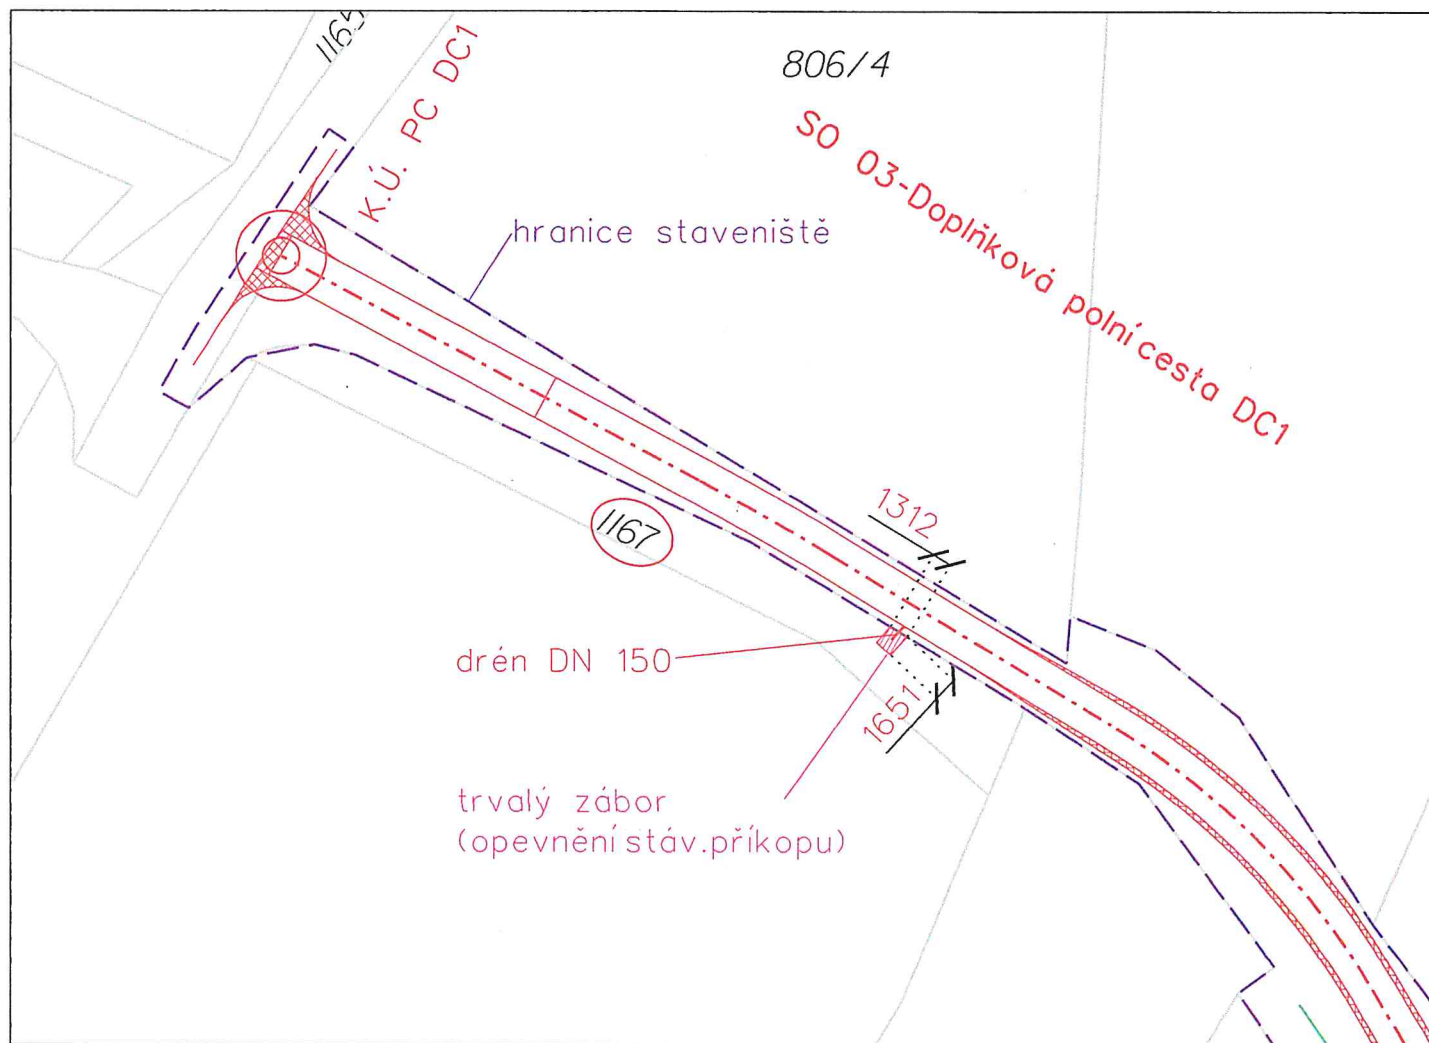 1165
K.Ú. PC DC1
806/4
SO 03-Doplňková polní cesta DC1
hranice staveniště
1312
1167
drén DN 150
1651
trvalý zábor
(opevnění stáv.příkopu)